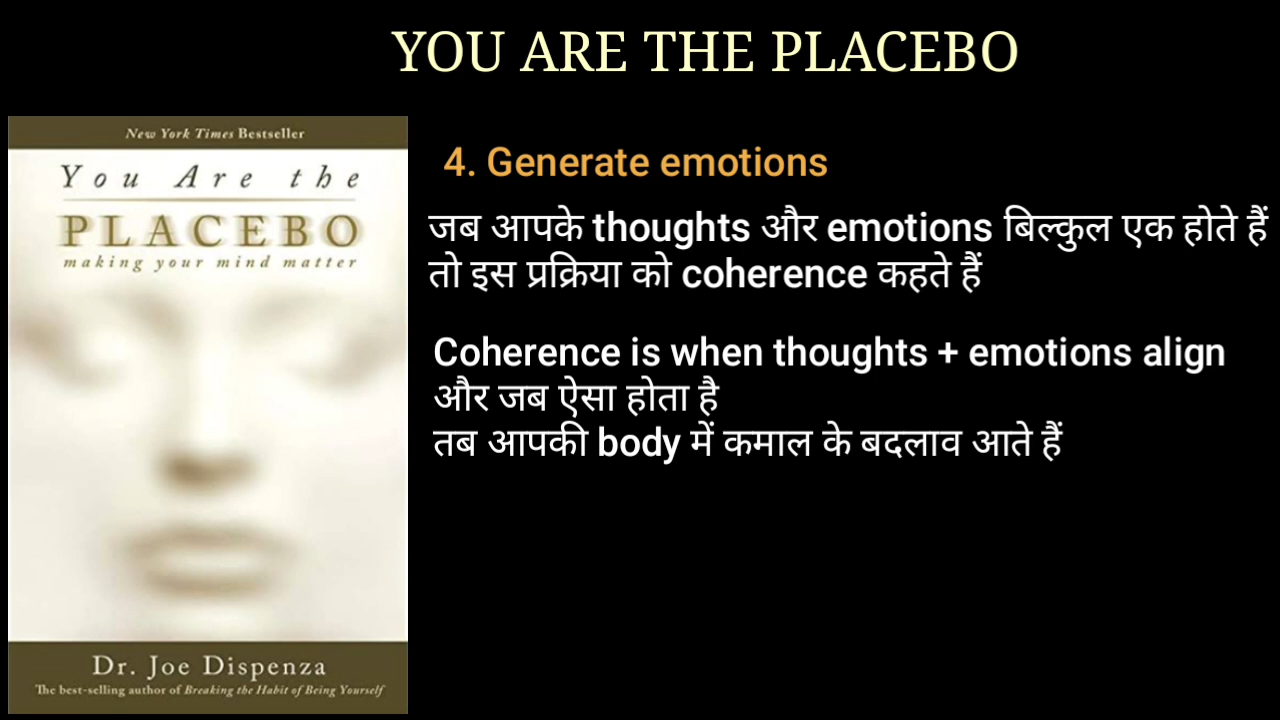 YOU ARE THE PLACEBO
New York Times Bestseller
You Are the
PLACEBO
making your mind matter
Dr. Joe Dispenza
The best-selling author of Breaking the Habit of Being Yourself
4. Generate emotions
जब आपके thoughts और emotions बिल्कुल एक होते हैं
तो इस प्रक्रिया को coherence कहते हैं
Coherence is when thoughts + emotions align
और जब ऐसा होता है
तब आपकी body में कमाल के बदलाव आते हैं